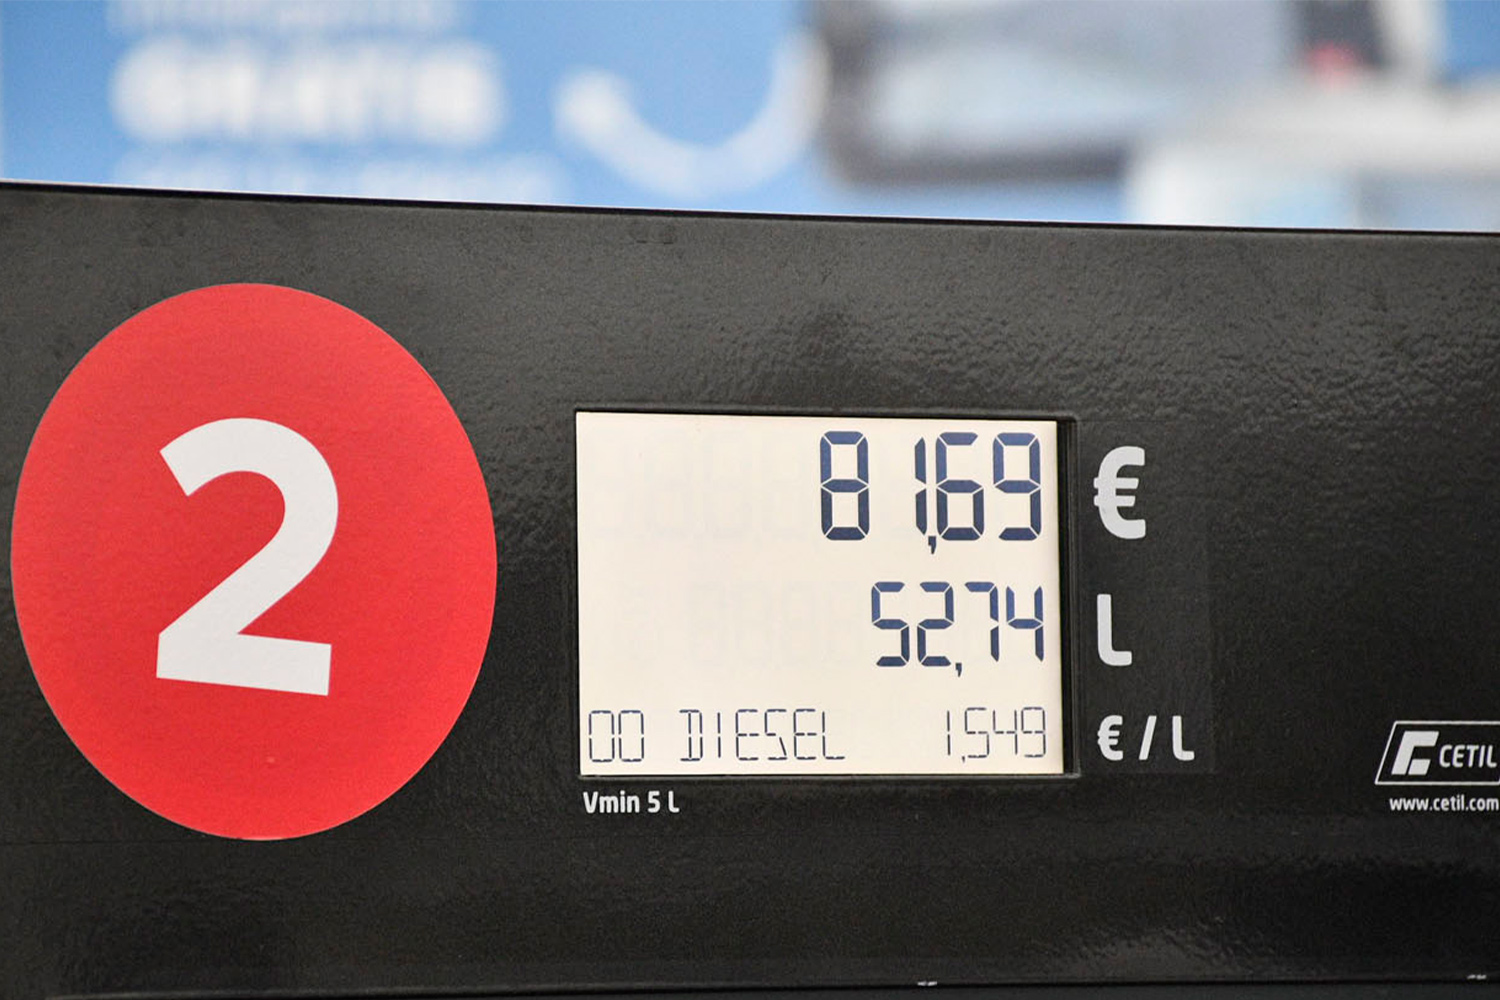 2
81,69 €
52,74 L
00 DIESEL 1,549 € / L
Vmin 5 L
CETIL
www.cetil.com